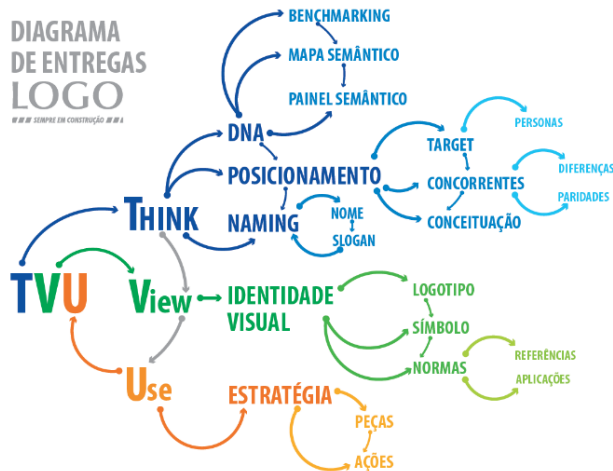 DIAGRAMA
DE ENTREGAS
LOGO
SEMPRE EM CONSTRUÇÃO
BENCHMARKING
MAPA SEMÂNTICO
PAINEL SEMÂNTICO
DNA
POSICIONAMENTO
NAMING
TARGET
PERSONAS
CONCORRENTES
DIFERENÇAS
PARIDADES
CONCEITUAÇÃO
NOME
SLOGAN
THINK
TVU
View
IDENTIDADE
VISUAL
LOGOTIPO
SÍMBOLO
NORMAS
REFERÊNCIAS
APLICAÇÕES
Use
ESTRATÉGIA
PEÇAS
AÇÕES